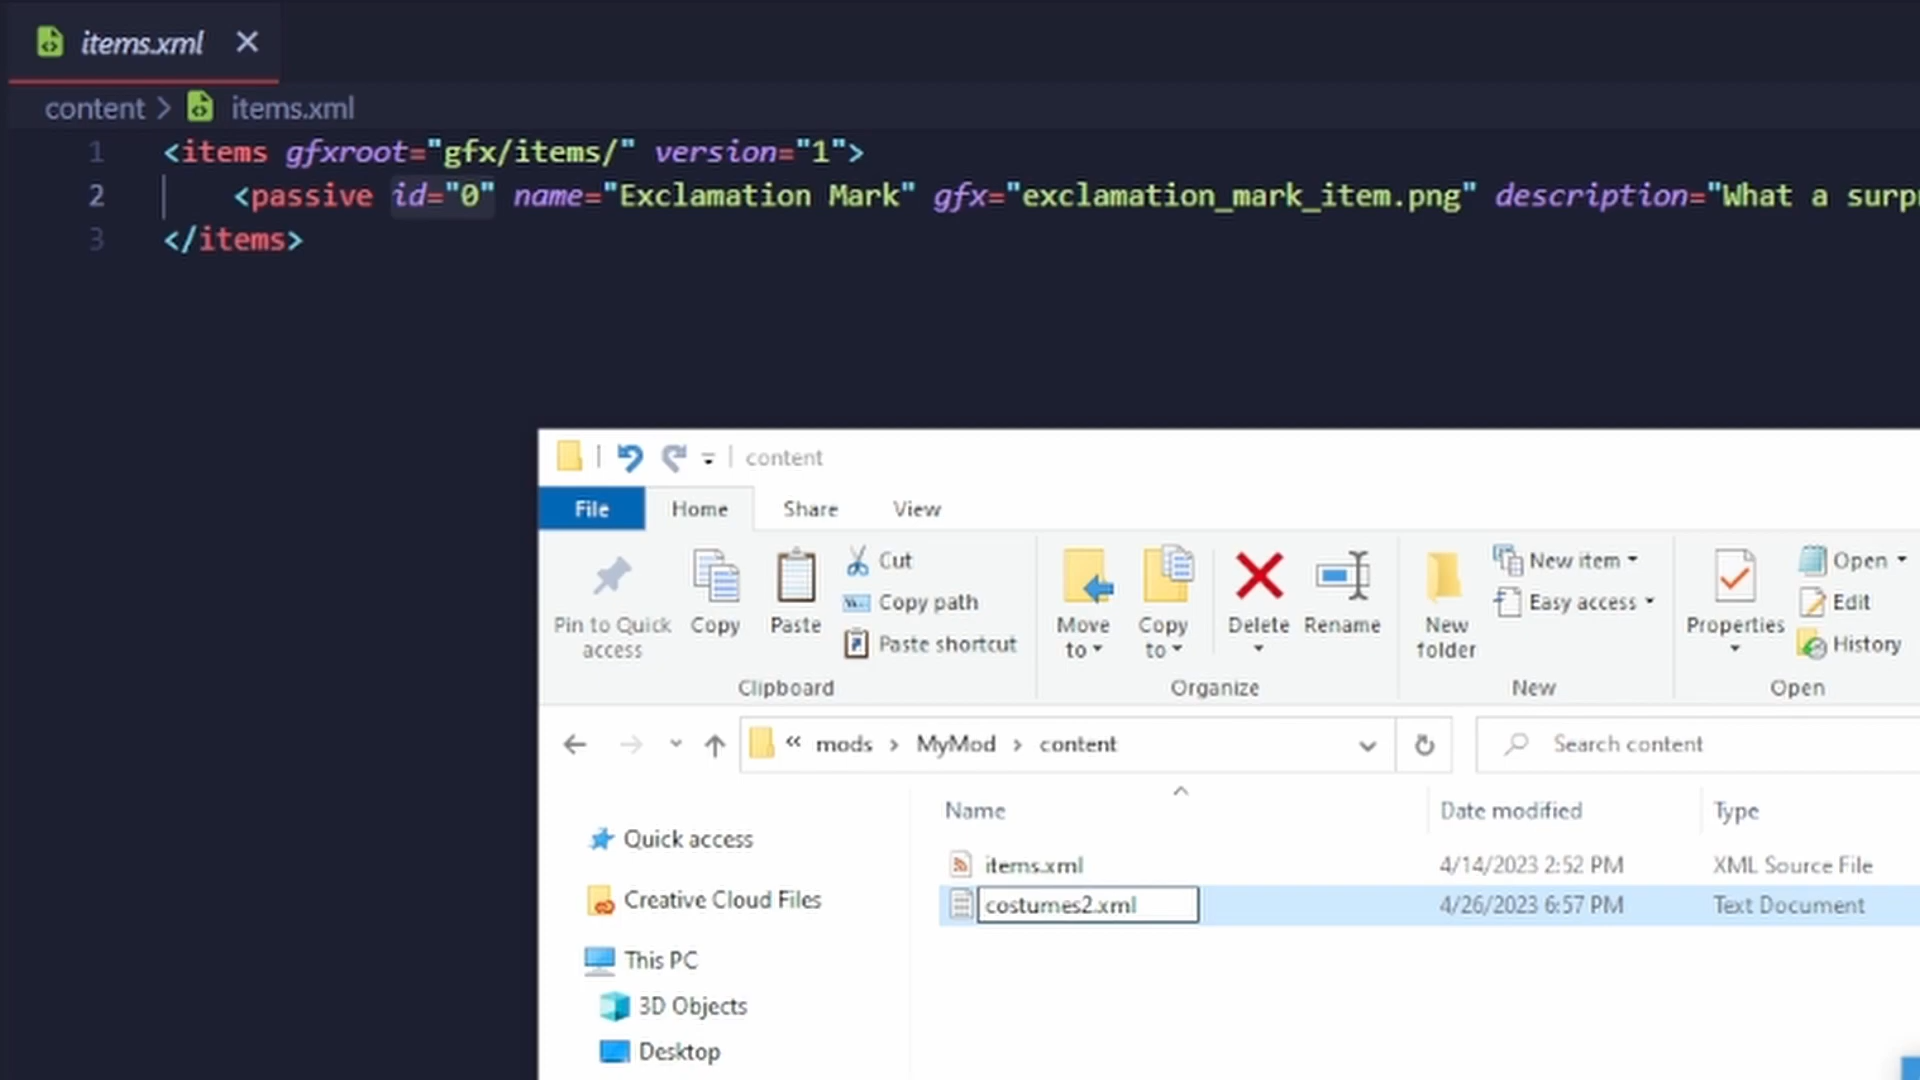 items.xml
content > items.xml
1 <items gfxroot="gfx/items/" version="1">
2 <passive id="0" name="Exclamation Mark" gfx="exclamation_mark_item.png" description="What a surp
3 </items>
content
File Home Share View
Pin to Quick access
Copy
Paste
Cut
Copy path
Paste shortcut
Clipboard
Move to
Copy to
Delete
Rename
Organize
New folder
New item
Easy access
New
Properties
Open
Edit
History
Open
« mods > MyMod > content
Search content
Name Date modified Type
items.xml 4/14/2023 2:52 PM XML Source File
costumes2.xml 4/26/2023 6:57 PM Text Document
Quick access
Creative Cloud Files
This PC
3D Objects
Desktop